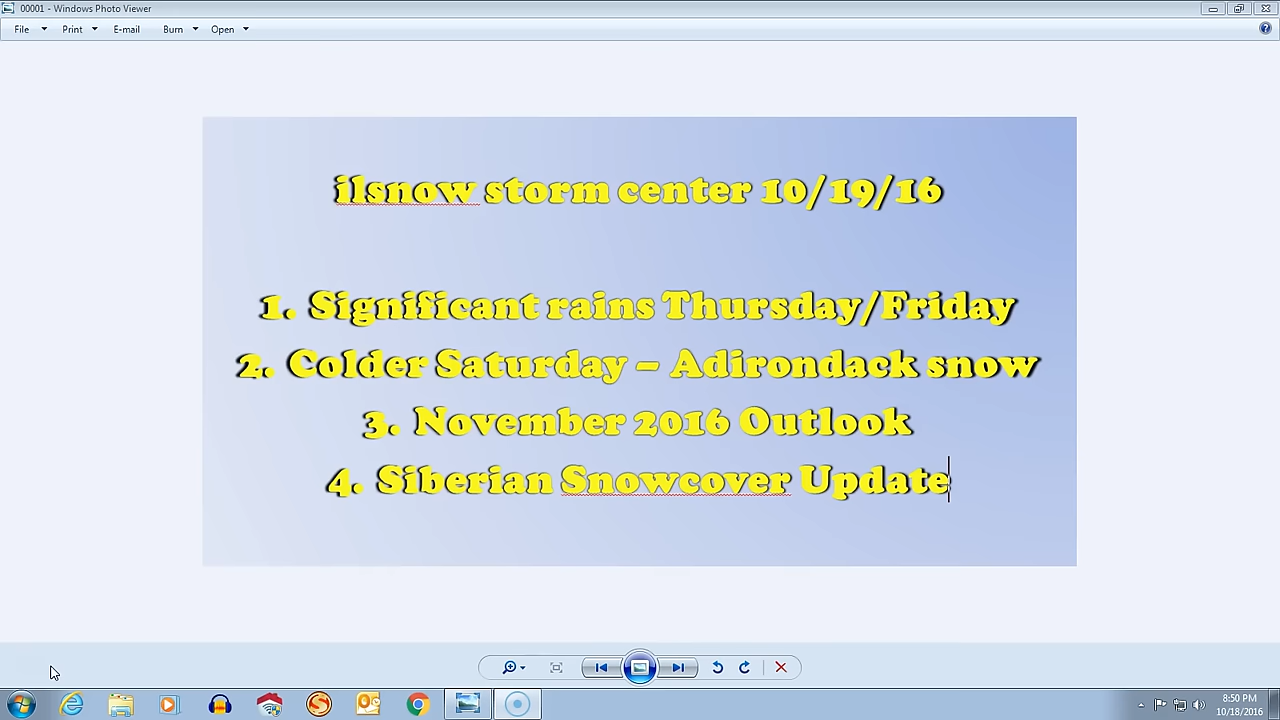 00001 - Windows Photo Viewer
File Print E-mail Burn Open
ilsnow storm center 10/19/16
1. Significant rains Thursday/Friday
2. Colder Saturday – Adirondack snow
3. November 2016 Outlook
4. Siberian Snowcover Update
8:50 PM
10/18/2016